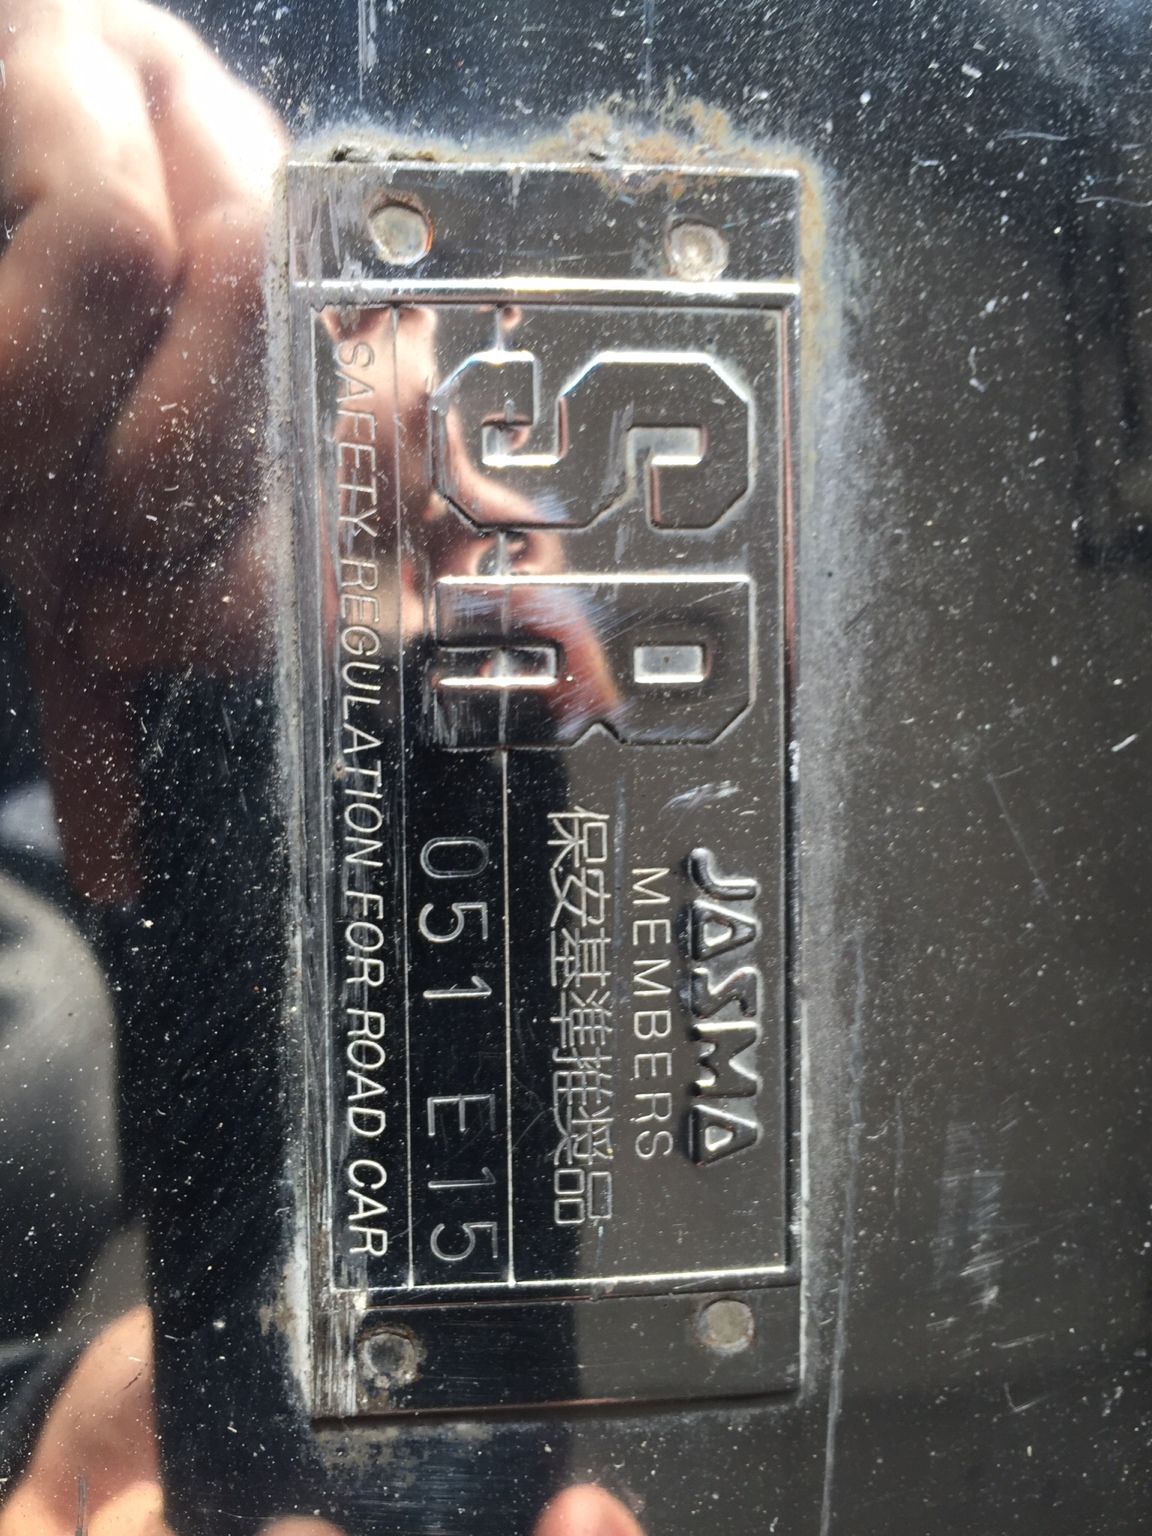 SR
JASMA
MEMBERS
保安基準推奨品
051 E15
SAFETY REGULATION FOR ROAD CAR